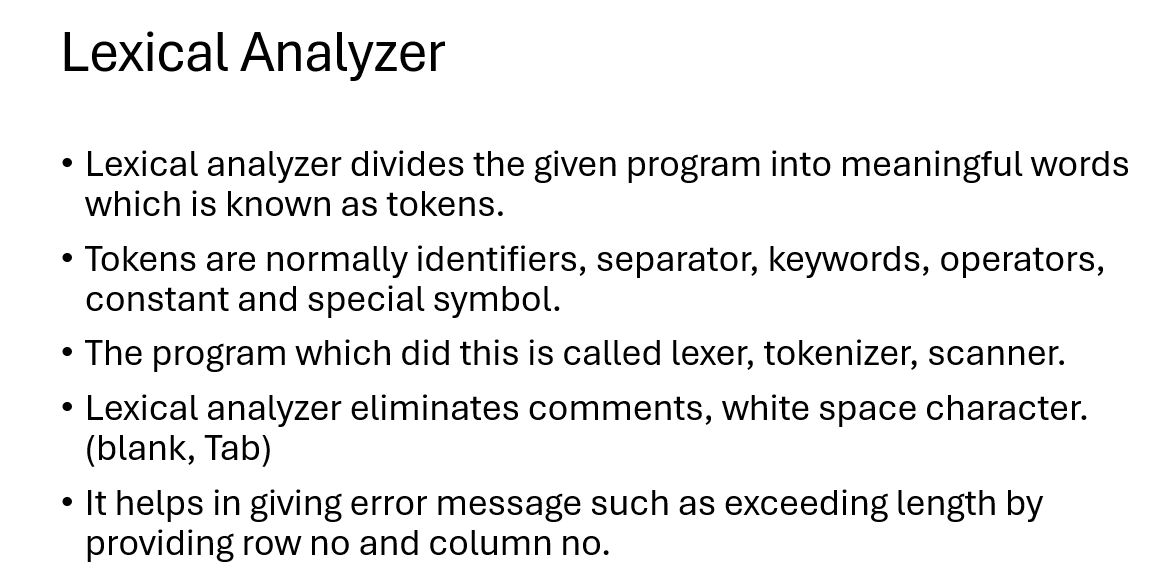 Lexical Analyzer
• Lexical analyzer divides the given program into meaningful words
which is known as tokens.
• Tokens are normally identifiers, separator, keywords, operators,
constant and special symbol.
• The program which did this is called lexer, tokenizer, scanner.
• Lexical analyzer eliminates comments, white space character.
(blank, Tab)
• It helps in giving error message such as exceeding length by
providing row no and column no.